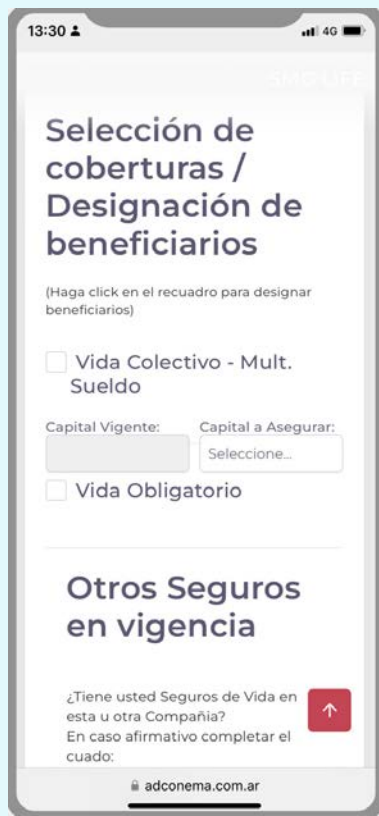 13:30
4G
SMG LIFE
Selección de
coberturas /
Designación de
beneficiarios
(Haga click en el recuadro para designar
beneficiarios)
Vida Colectivo - Mult.
Sueldo
Capital Vigente: Capital a Asegurar:
Seleccione...
Vida Obligatorio
Otros Seguros
en vigencia
¿Tiene usted Seguros de Vida en
esta u otra Compañia?
En caso afirmativo completar el
cuado:
adconema.com.ar